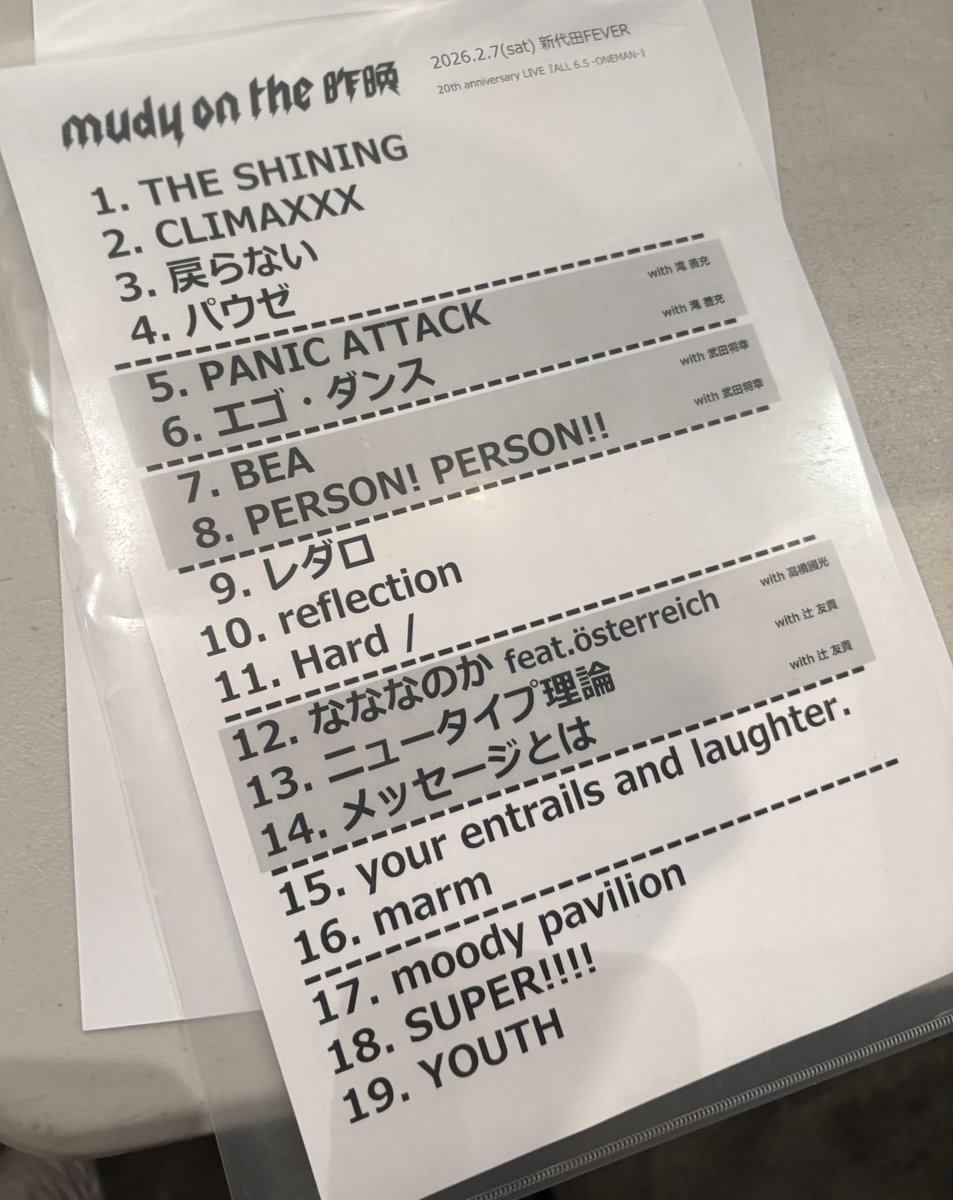 mudy on the 昨晩
2026.2.7(sat) 新代田FEVER
20th anniversary LIVE『ALL 6.5 -ONEMAN-』
1. THE SHINING
2. CLIMAXXX
3. 戻らない
4. パウゼ
5. PANIC ATTACK with 滝 善充
6. エゴ・ダンス with 滝 善充
7. BEA with 武田将幸
8. PERSON! PERSON!! with 武田将幸
9. レダロ
10. reflection
11. Hard /
12. なななのか feat.österreich with 高橋國光
13. ニュータイプ理論 with 辻 友貴
14. メッセージとは with 辻 友貴
15. your entrails and laughter.
16. marm
17. moody pavilion
18. SUPER!!!!
19. YOUTH